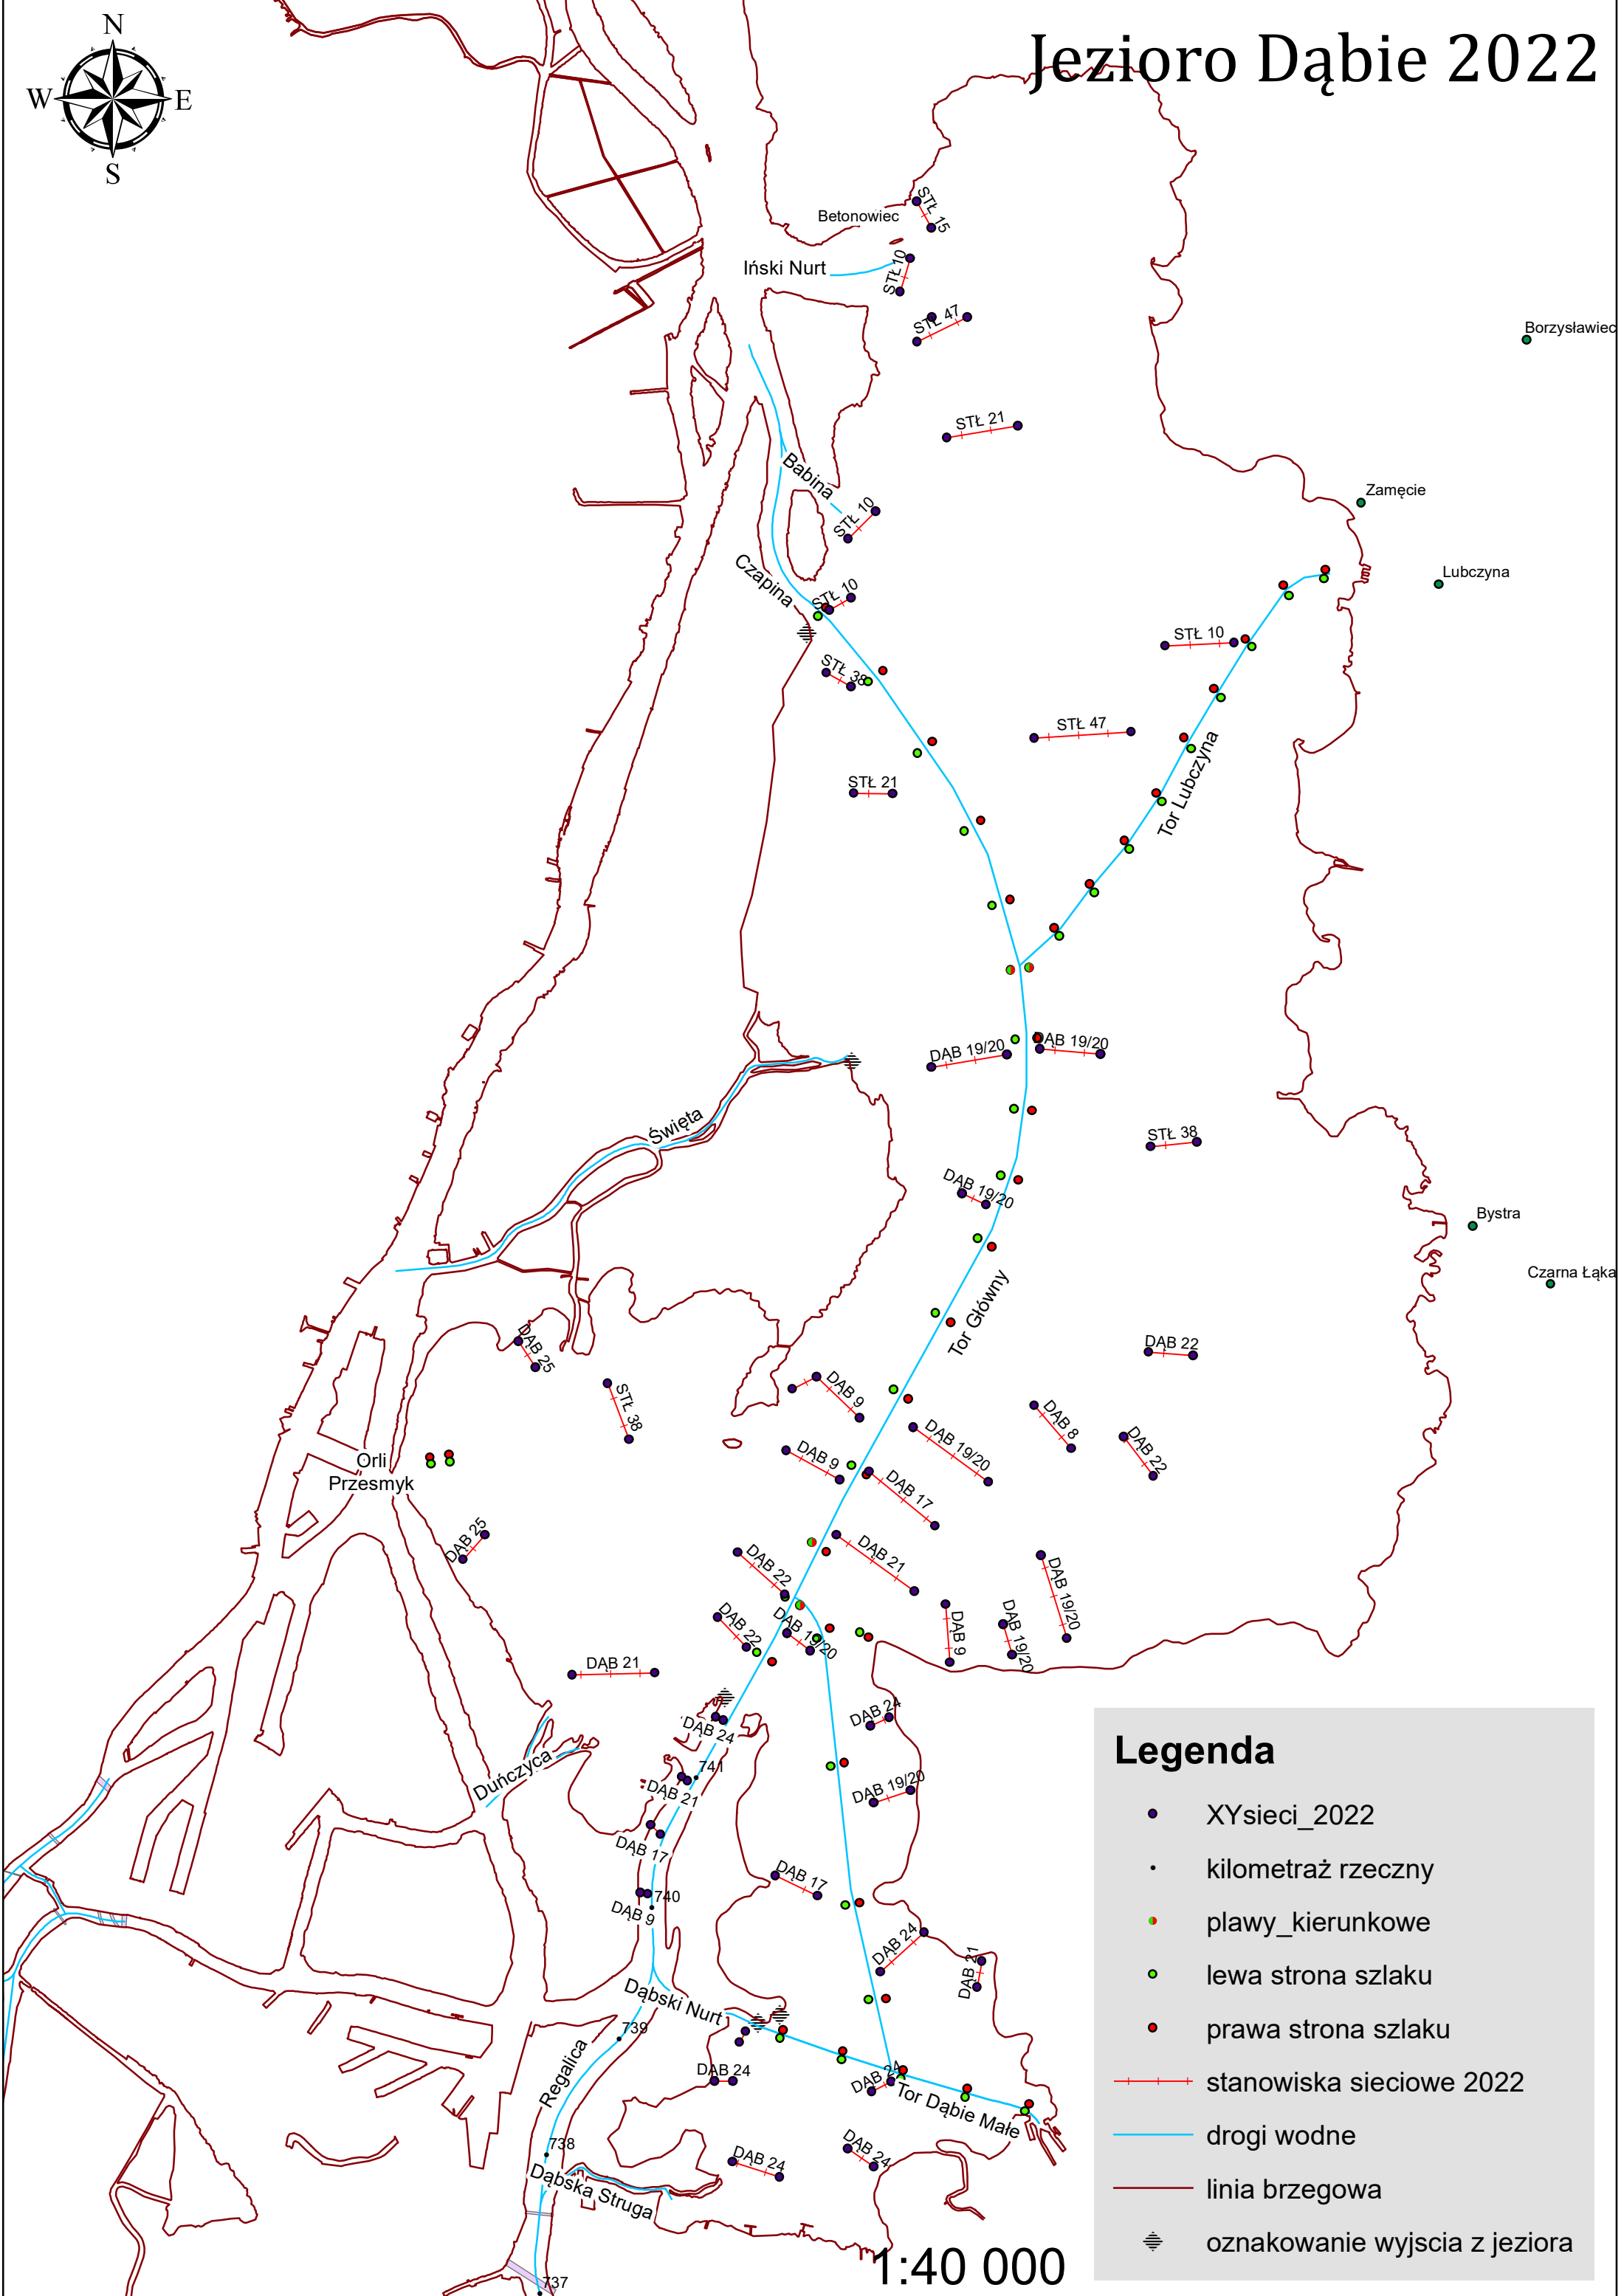 Jezioro Dąbie 2022
N
W
E
S
STŁ 15
Betonowiec
Iński Nurt
STŁ 10
STŁ 47
Borzysławiec
STŁ 21
Babina
Zamęcie
STŁ 10
Czapina
Lubczyna
STŁ 10
STŁ 10
STŁ 38
STŁ 47
Tor Lubczyna
STŁ 21
DĄB 19/20
DĄB 19/20
Święta
STŁ 38
DĄB 19/20
Bystra
Czarna Łąka
Tor Główny
DĄB 25
DĄB 22
STŁ 38
DĄB 9
DĄB 8
DĄB 19/20
DĄB 22
Orli
Przesmyk
DĄB 9
DĄB 17
DĄB 25
DĄB 21
DĄB 22
DĄB 19/20
DĄB 22
DĄB 19/20
DĄB 9
DĄB 19/20
DĄB 21
DĄB 24
DĄB 24
Duńczyca
741
DĄB 21
DĄB 19/20
DĄB 17
DĄB 17
740
DĄB 9
DĄB 24
DĄB 21
Dąbski Nurt
739
Regalica
DĄB 24
DĄB 24
Tor Dąbie Małe
738
DĄB 24
DĄB 24
Dąbska Struga
737
1:40 000
Legenda
XYsieci_2022
kilometraż rzeczny
plawy_kierunkowe
lewa strona szlaku
prawa strona szlaku
stanowiska sieciowe 2022
drogi wodne
linia brzegowa
oznakowanie wyjscia z jeziora